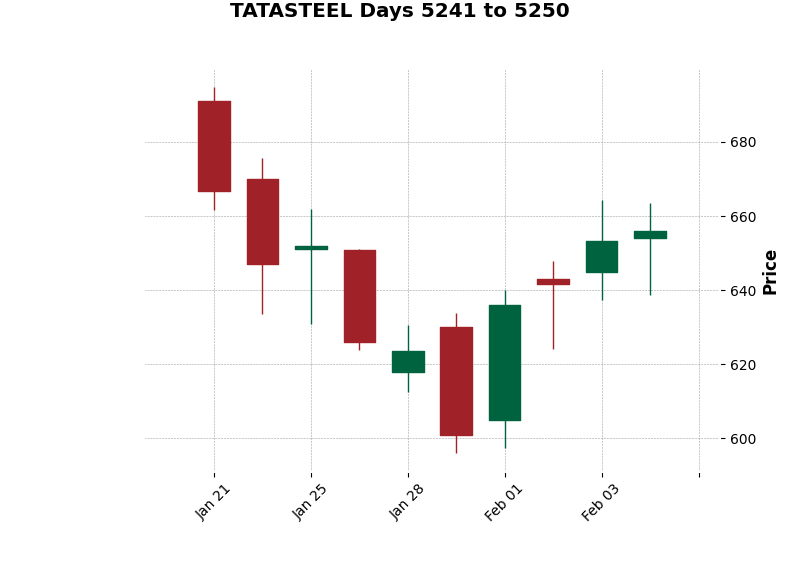 TATASTEEL Days 5241 to 5250
680
660
640
620
600
Price
Jan 21
Jan 25
Jan 28
Feb 01
Feb 03